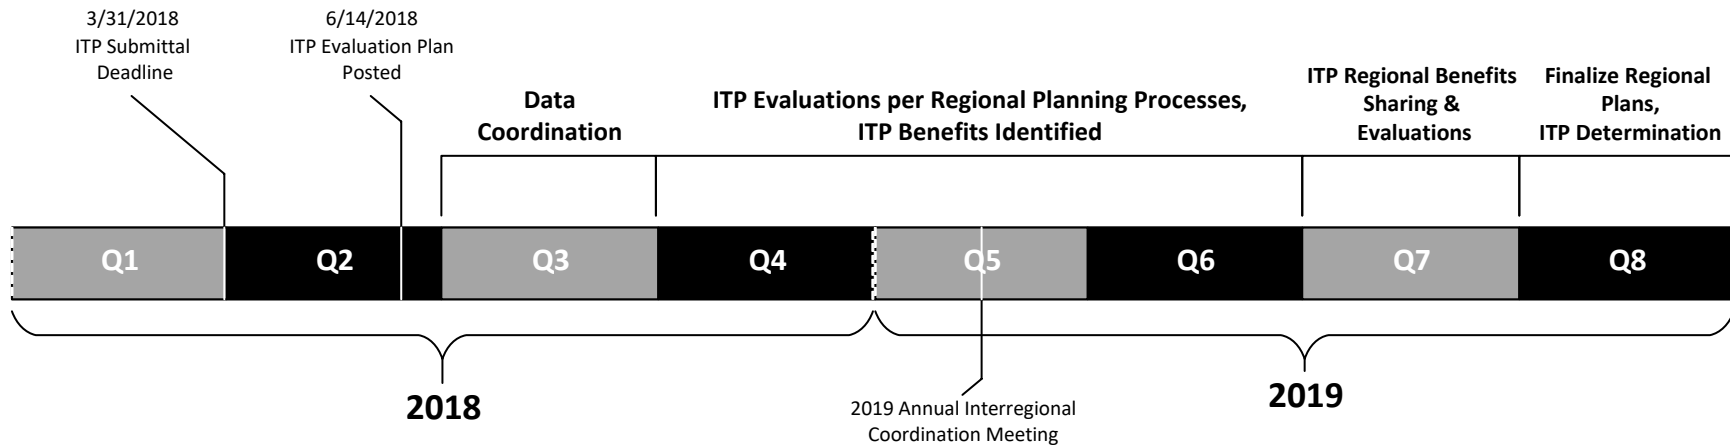 3/31/2018
ITP Submittal
Deadline
6/14/2018
ITP Evaluation Plan
Posted
Data
Coordination
ITP Evaluations per Regional Planning Processes,
ITP Benefits Identified
ITP Regional Benefits
Sharing &
Evaluations
Finalize Regional
Plans,
ITP Determination
Q1
Q2
Q3
Q4
Q5
Q6
Q7
Q8
2018
2019 Annual Interregional
Coordination Meeting
2019